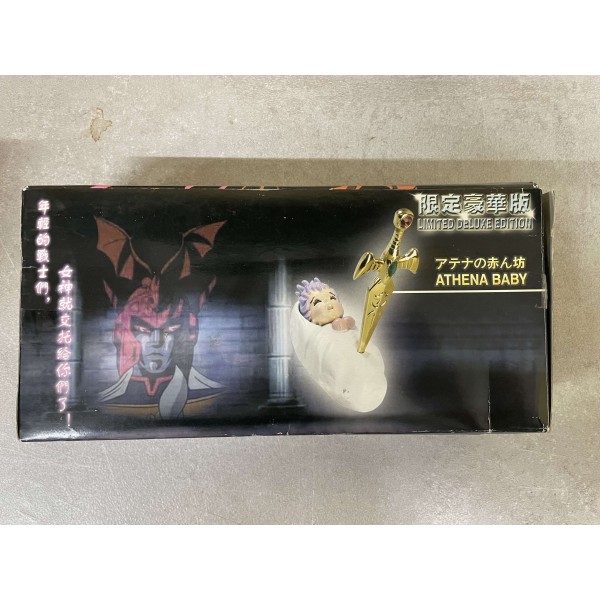 年輕的戰士們，
女神就交托給你們了！
限定豪華版
LIMITED DELUXE EDITION
アテナの赤ん坊
ATHENA BABY